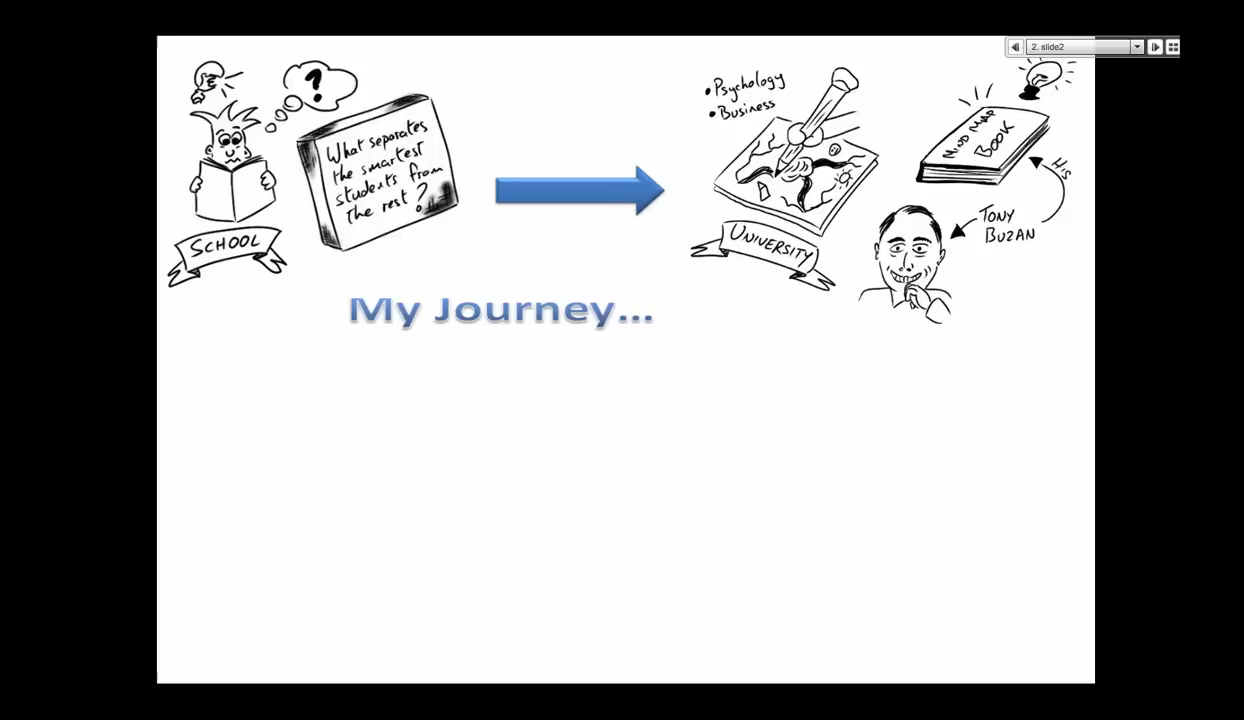 2. slide2
?
What separates
the smartest
students from
the rest?
SCHOOL
• Psychology
• Business
UNIVERSITY
MIND MAP
BOOK
HIS
TONY
BUZAN
My Journey...